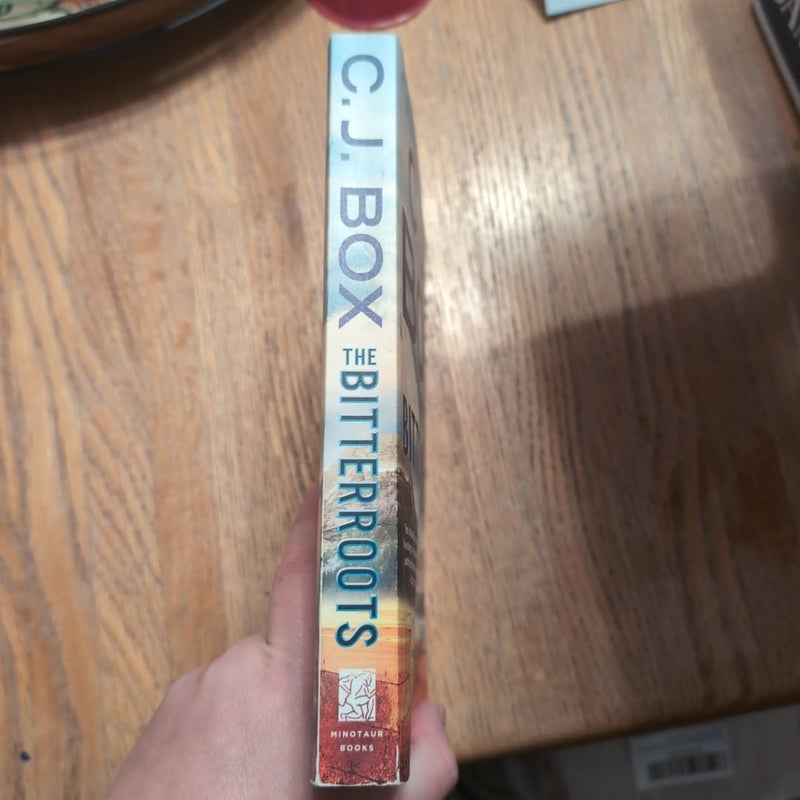 C.J. BOX
THE
BITTERROOTS
MINOTAUR
BOOKS